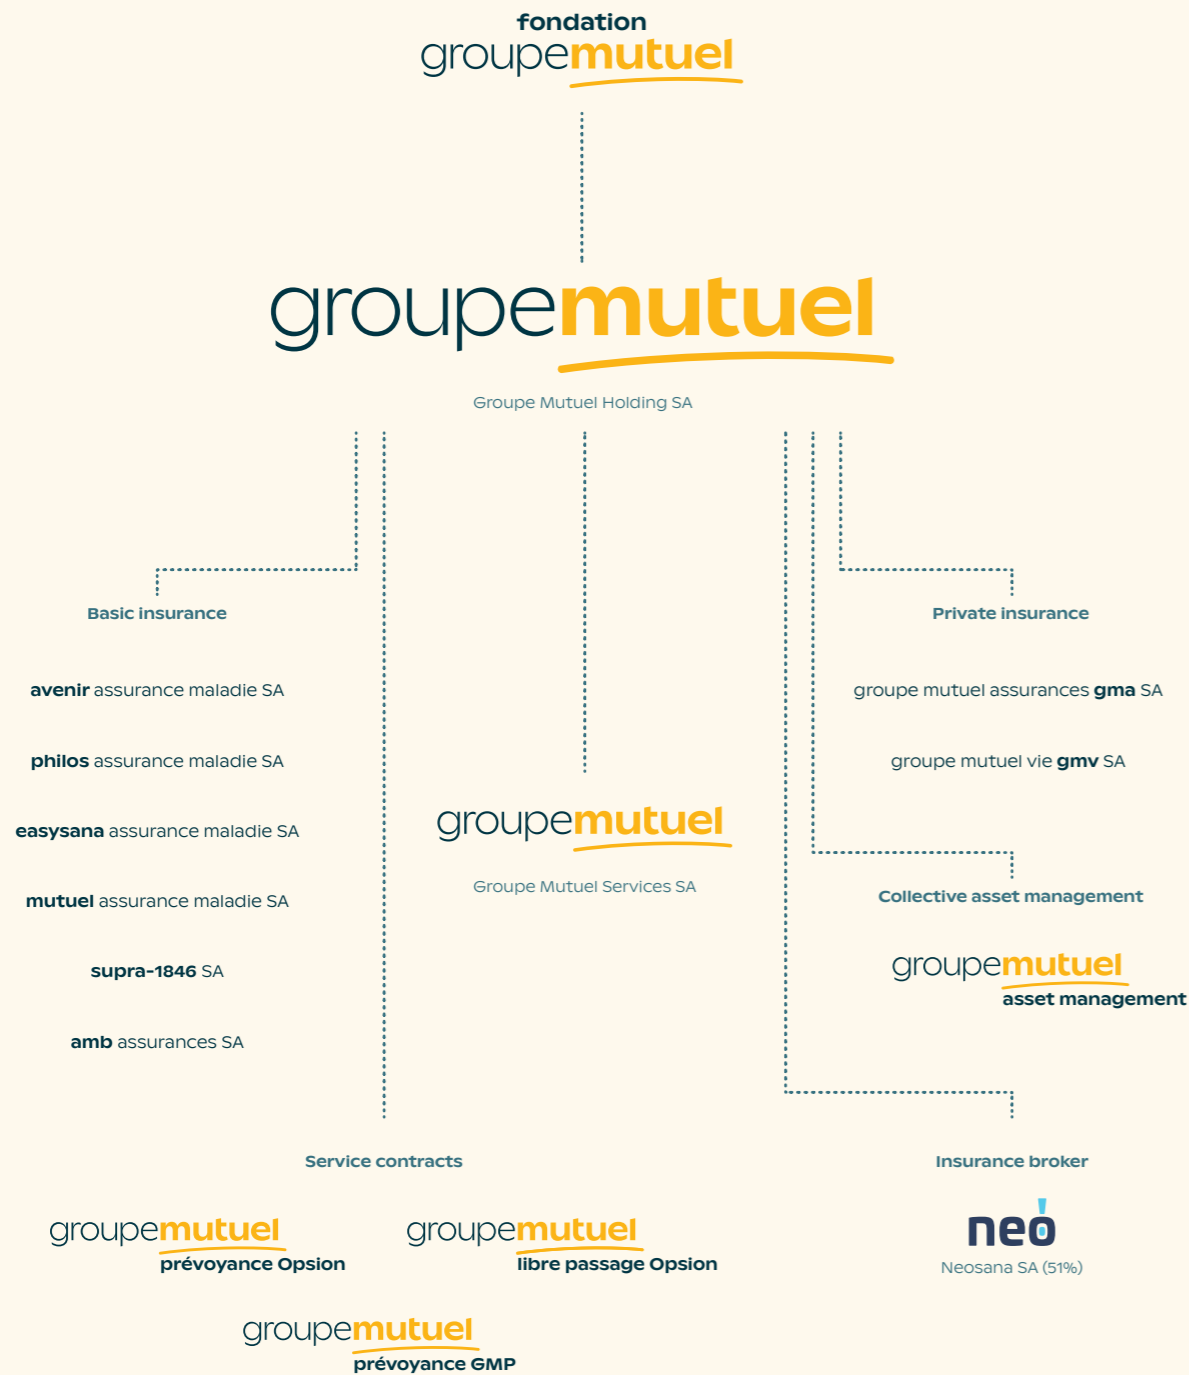 fondation
groupemutuel
groupemutuel
Groupe Mutuel Holding SA
Basic insurance
avenir assurance maladie SA
philos assurance maladie SA
easysana assurance maladie SA
mutuel assurance maladie SA
supra-1846 SA
amb assurances SA
groupemutuel
Groupe Mutuel Services SA
Private insurance
groupe mutuel assurances gma SA
groupe mutuel vie gmv SA
Collective asset management
groupemutuel
asset management
Service contracts
groupemutuel
prévoyance Opsion
groupemutuel
libre passage Opsion
groupemutuel
prévoyance GMP
Insurance broker
neo
Neosana SA (51%)